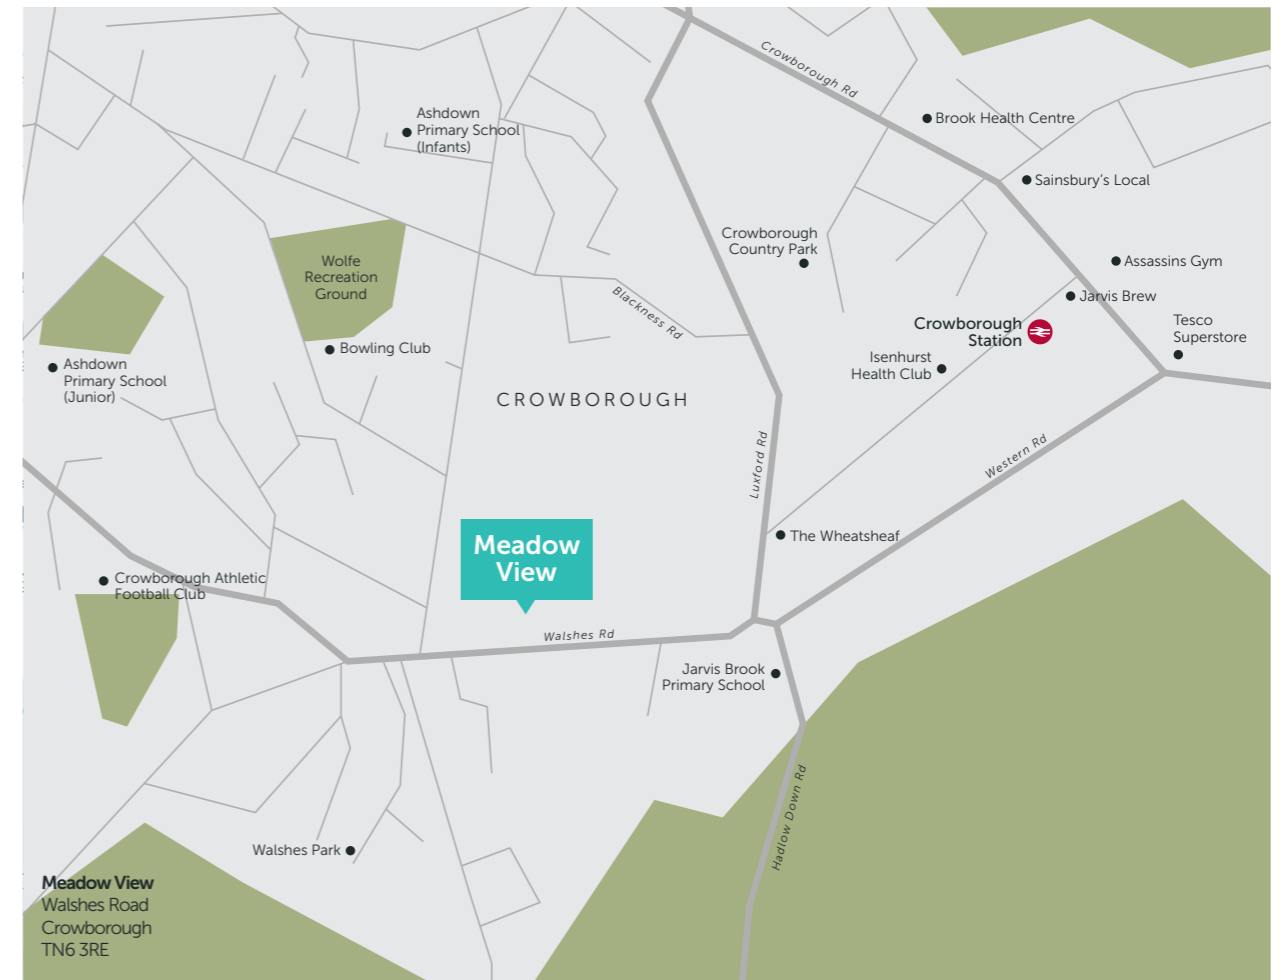 Crowborough Rd
Ashdown
Primary School
(Infants)
Brook Health Centre
Sainsbury's Local
Crowborough
Country Park
Wolfe
Recreation
Ground
Assassins Gym
Blackness Rd
Jarvis Brew
Crowborough
Station
Tesco
Superstore
Bowling Club
Isenhurst
Health Club
Ashdown
Primary School
(Junior)
CROWBOROUGH
Luxford Rd
Western Rd
Meadow
View
The Wheatsheaf
Crowborough Athletic
Football Club
Walshes Rd
Jarvis Brook
Primary School
Hadlow Down Rd
Walshes Park
Meadow View
Walshes Road
Crowborough
TN6 3RE